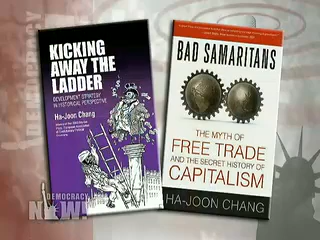 KICKING
AWAY THE
LADDER
DEVELOPMENT STRATEGY
IN HISTORICAL PERSPECTIVE
Ha-Joon Chang
BAD SAMARITANS
THE MYTH OF
FREE TRADE
AND THE SECRET HISTORY OF
CAPITALISM
HA-JOON CHANG
DEMOCRACY
NOW!